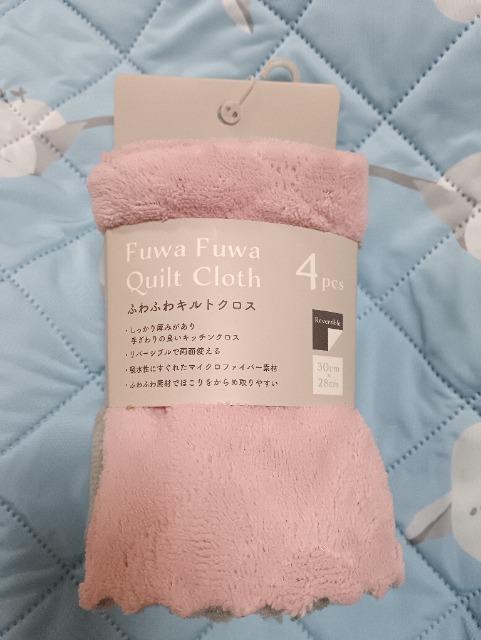 Fuwa Fuwa
Quilt Cloth
4 pcs
ふわふわキルトクロス
・しっかり厚みがあり
手ざわりの良いキッチンクロス
・リバーシブルで両面使える
・吸水性にすぐれたマイクロファイバー素材
・ふわふわ素材でほこりをからめ取りやすい
Reversible
30cm
×
28cm